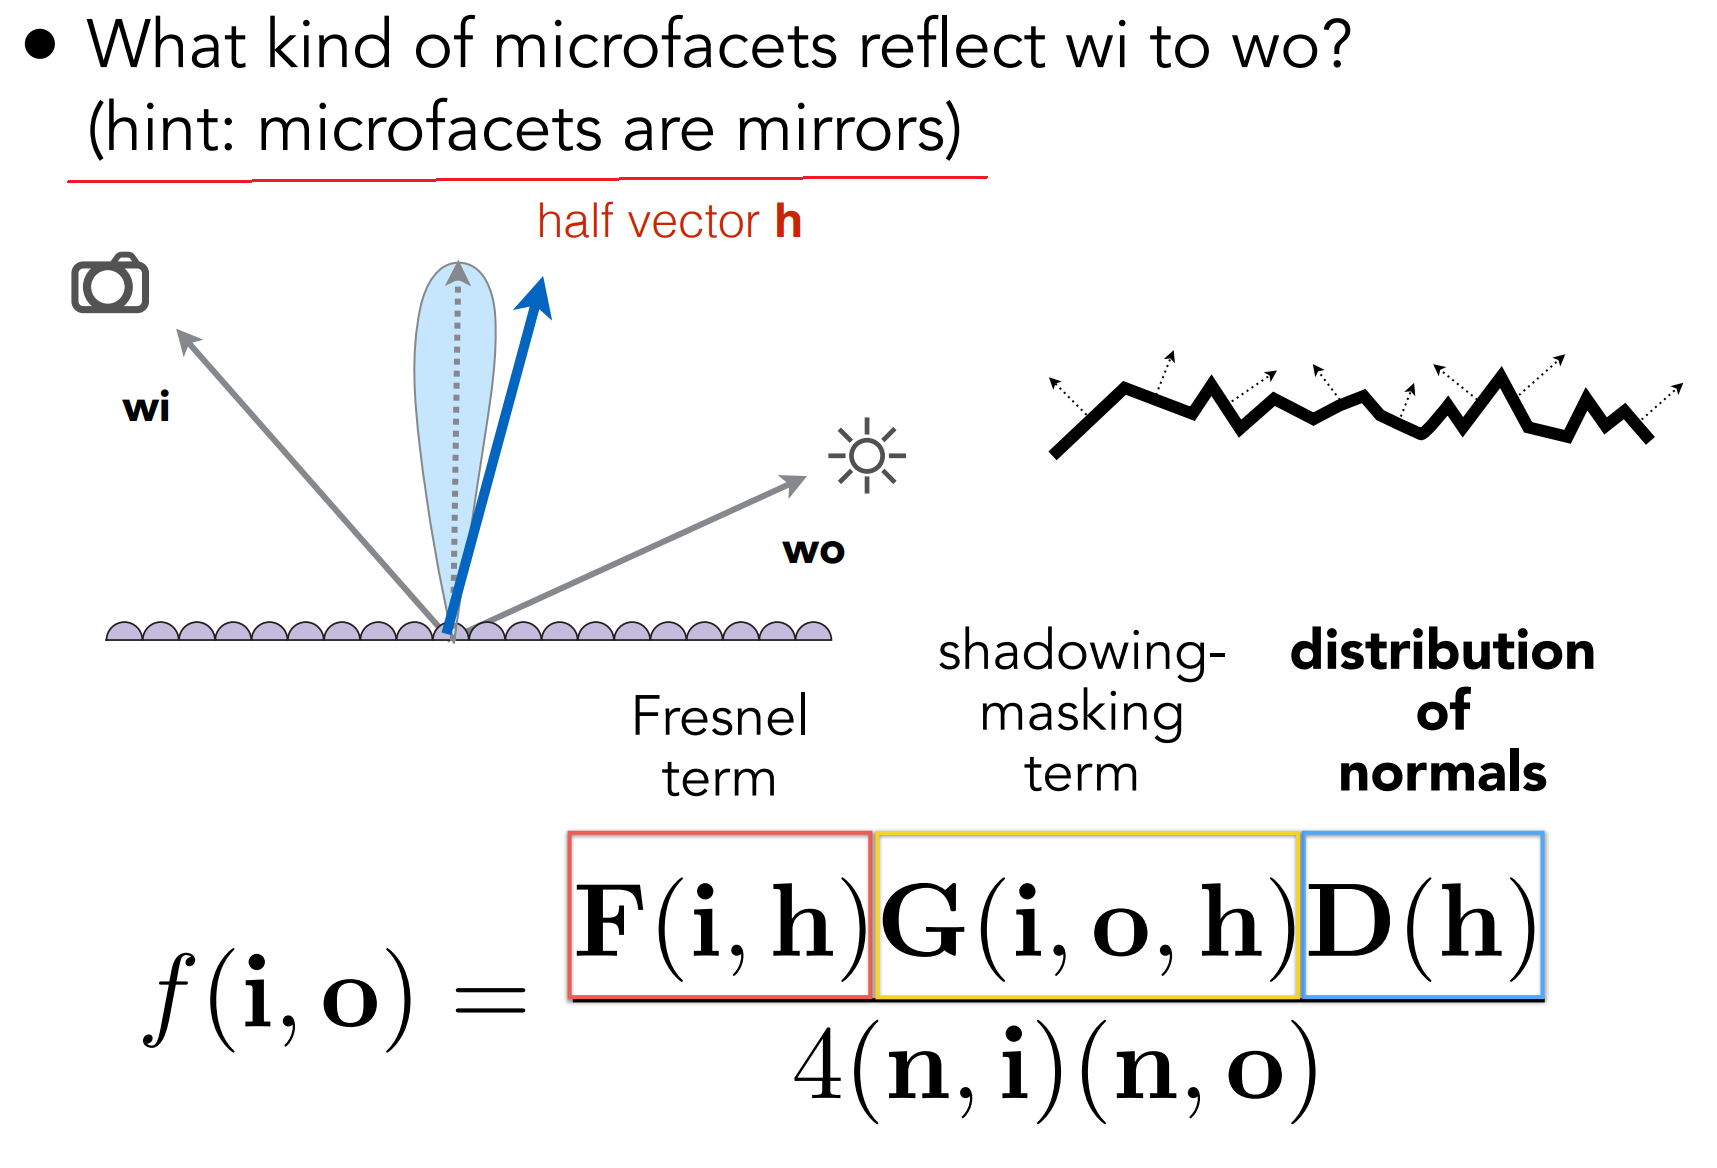 ● What kind of microfacets reflect wi to wo?
(hint: microfacets are mirrors)
half vector h
wi
wo
Fresnel
term
shadowing-
masking
term
distribution
of
normals
f(i, o) = F(i, h)G(i, o, h)D(h)
4(n, i)(n, o)